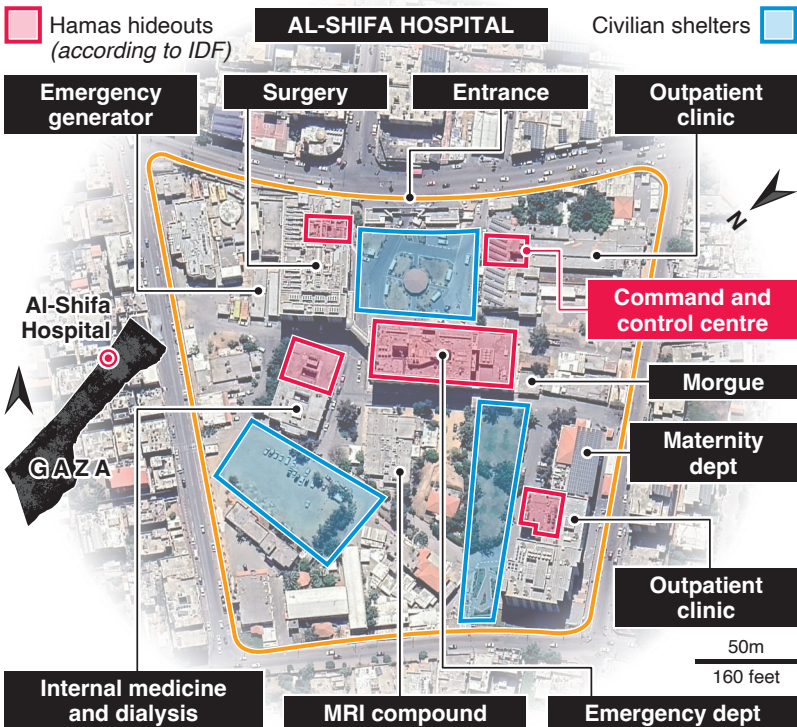 Hamas hideouts
(according to IDF)
AL-SHIFA HOSPITAL
Civilian shelters
Emergency
generator
Surgery
Entrance
Outpatient
clinic
N
Al-Shifa
Hospital
Command and
control centre
Morgue
GAZA
Maternity
dept
Outpatient
clinic
50m
160 feet
Internal medicine
and dialysis
MRI compound
Emergency dept